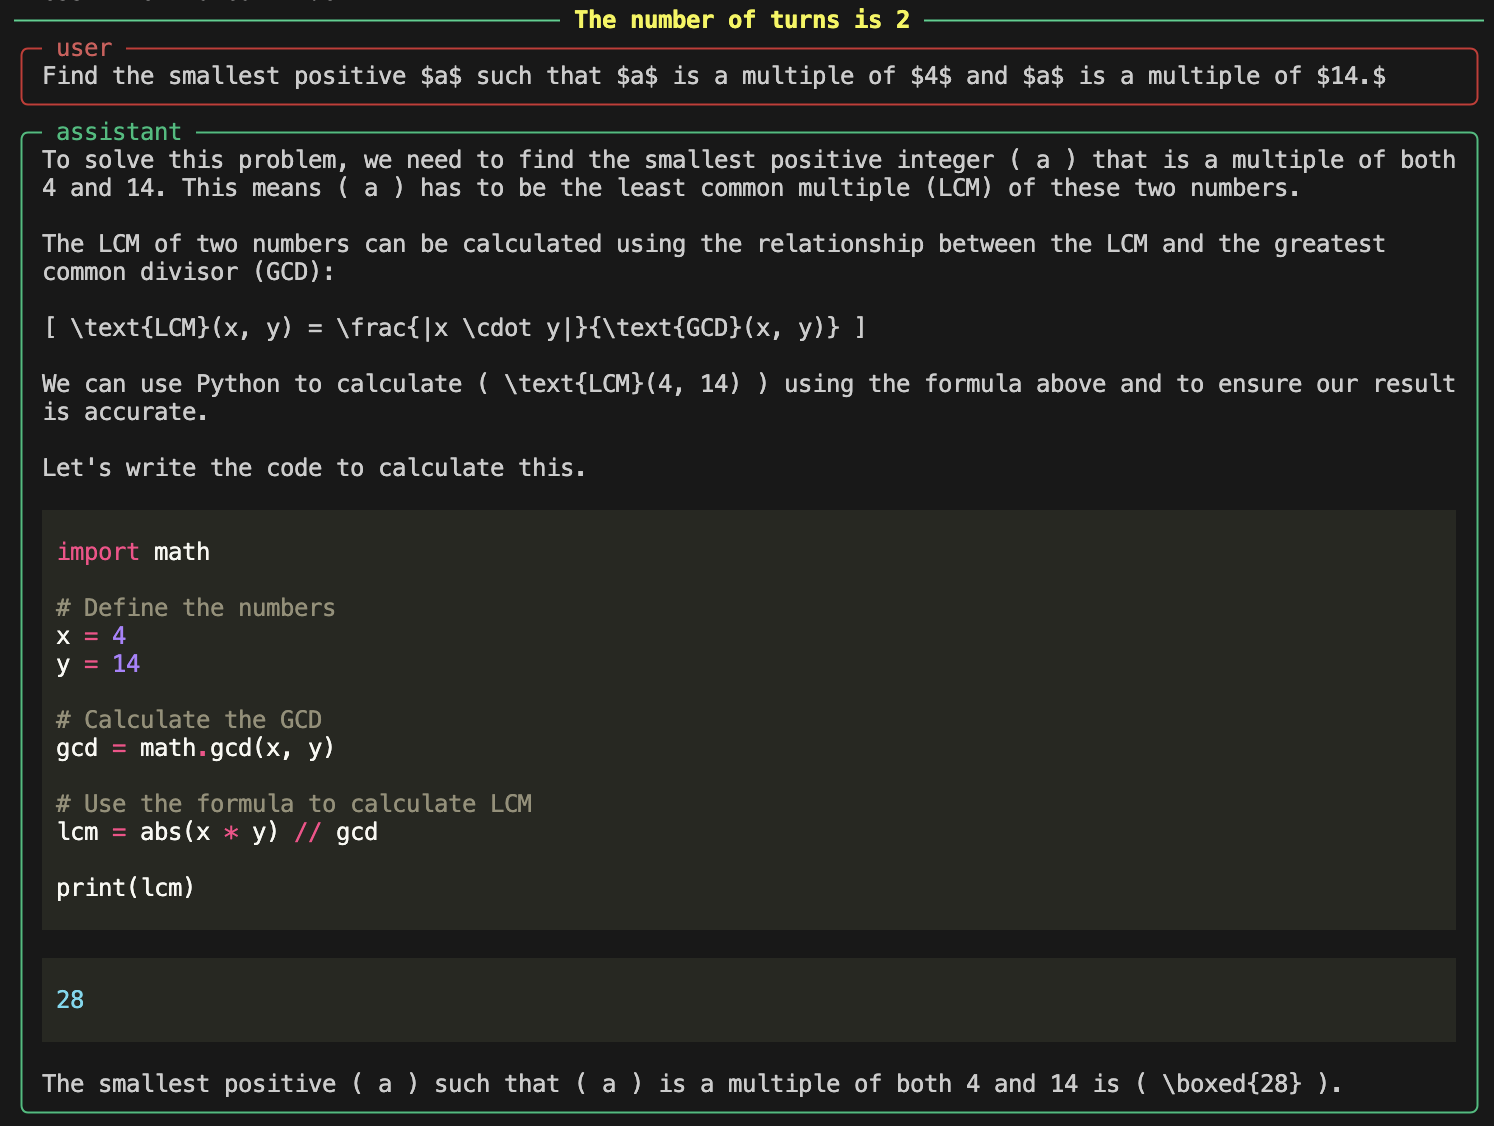 The number of turns is 2
user
Find the smallest positive $a$ such that $a$ is a multiple of $4$ and $a$ is a multiple of $14.$
assistant
To solve this problem, we need to find the smallest positive integer ( a ) that is a multiple of both
4 and 14. This means ( a ) has to be the least common multiple (LCM) of these two numbers.
The LCM of two numbers can be calculated using the relationship between the LCM and the greatest
common divisor (GCD):
[ \text{LCM}(x, y) = \frac{|x \cdot y|}{\text{GCD}(x, y)} ]
We can use Python to calculate ( \text{LCM}(4, 14) ) using the formula above and to ensure our result
is accurate.
Let's write the code to calculate this.
import math
# Define the numbers
x = 4
y = 14
# Calculate the GCD
gcd = math.gcd(x, y)
# Use the formula to calculate LCM
lcm = abs(x * y) // gcd
print(lcm)
28
The smallest positive ( a ) such that ( a ) is a multiple of both 4 and 14 is ( \boxed{28} ).